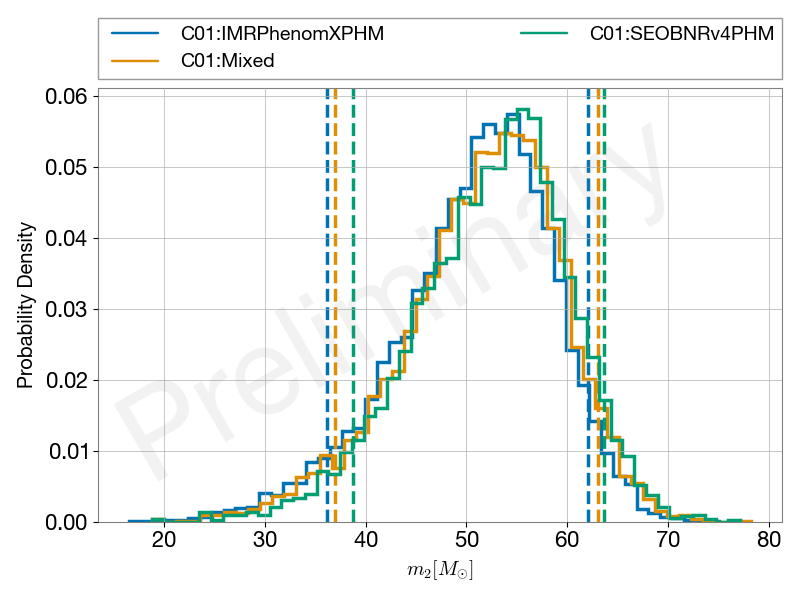 C01:IMRPhenomXPHM
C01:SEOBNRv4PHM
C01:Mixed
Probability Density
0.06
0.05
0.04
0.03
0.02
0.01
0.00
Preliminary
20 30 40 50 60 70 80
m₂[M☉]